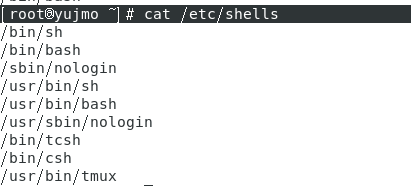 [root@yujmo ~]# cat /etc/shells
/bin/sh
/bin/bash
/sbin/nologin
/usr/bin/sh
/usr/bin/bash
/usr/sbin/nologin
/bin/tcsh
/bin/csh
/usr/bin/tmux